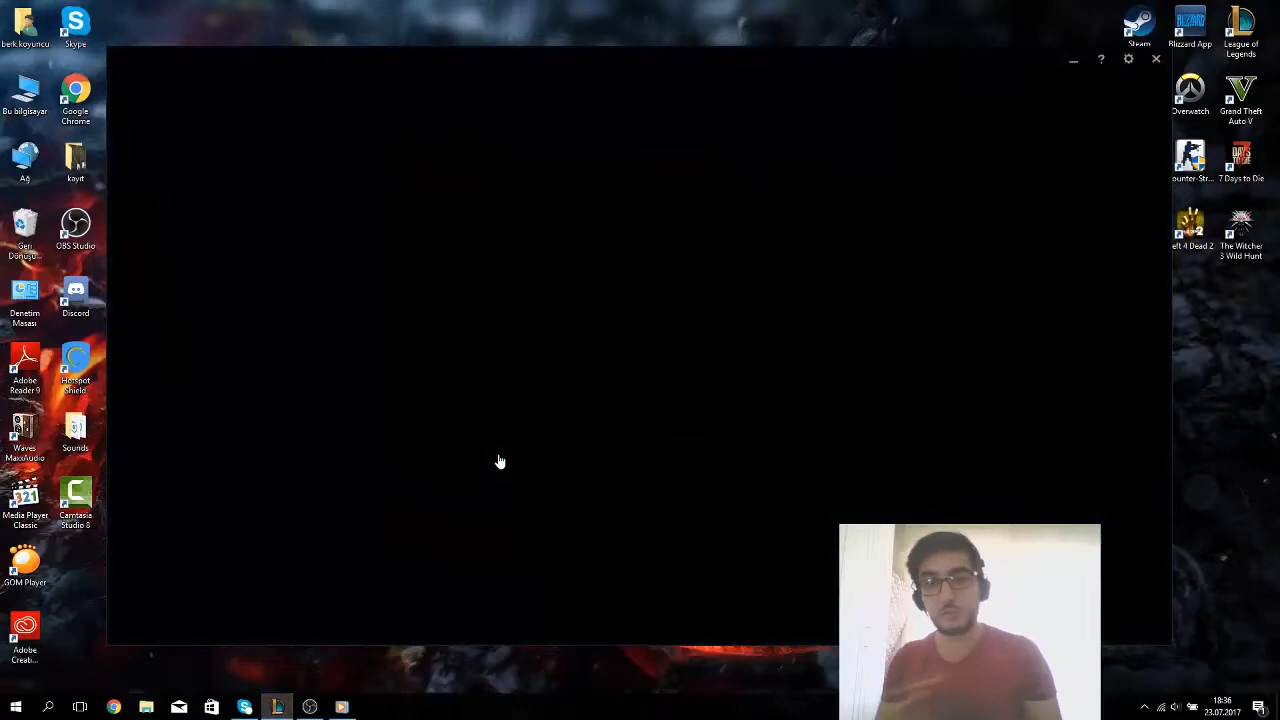 berk koyuncu
Skype
Steam
Blizzard App
League of
Legends
Bu bilgisayar
Google
Chrome
Overwatch
Grand Theft
Auto V
Ağ
kayıt
ounter-Str...
7 Days to Die
Geri
Dönüşü...
OBS Studio
eft 4 Dead 2
The Witcher
3 Wild Hunt
Denetim
Masası
Discord
Adobe
Reader 9
Hotspot
Shield
Waves
MaxxAudio
Sounds
Media Player
Classic
Camtasia
Studio 8
GOM Player
Adobe
Creati...
18:36
23.07.2017